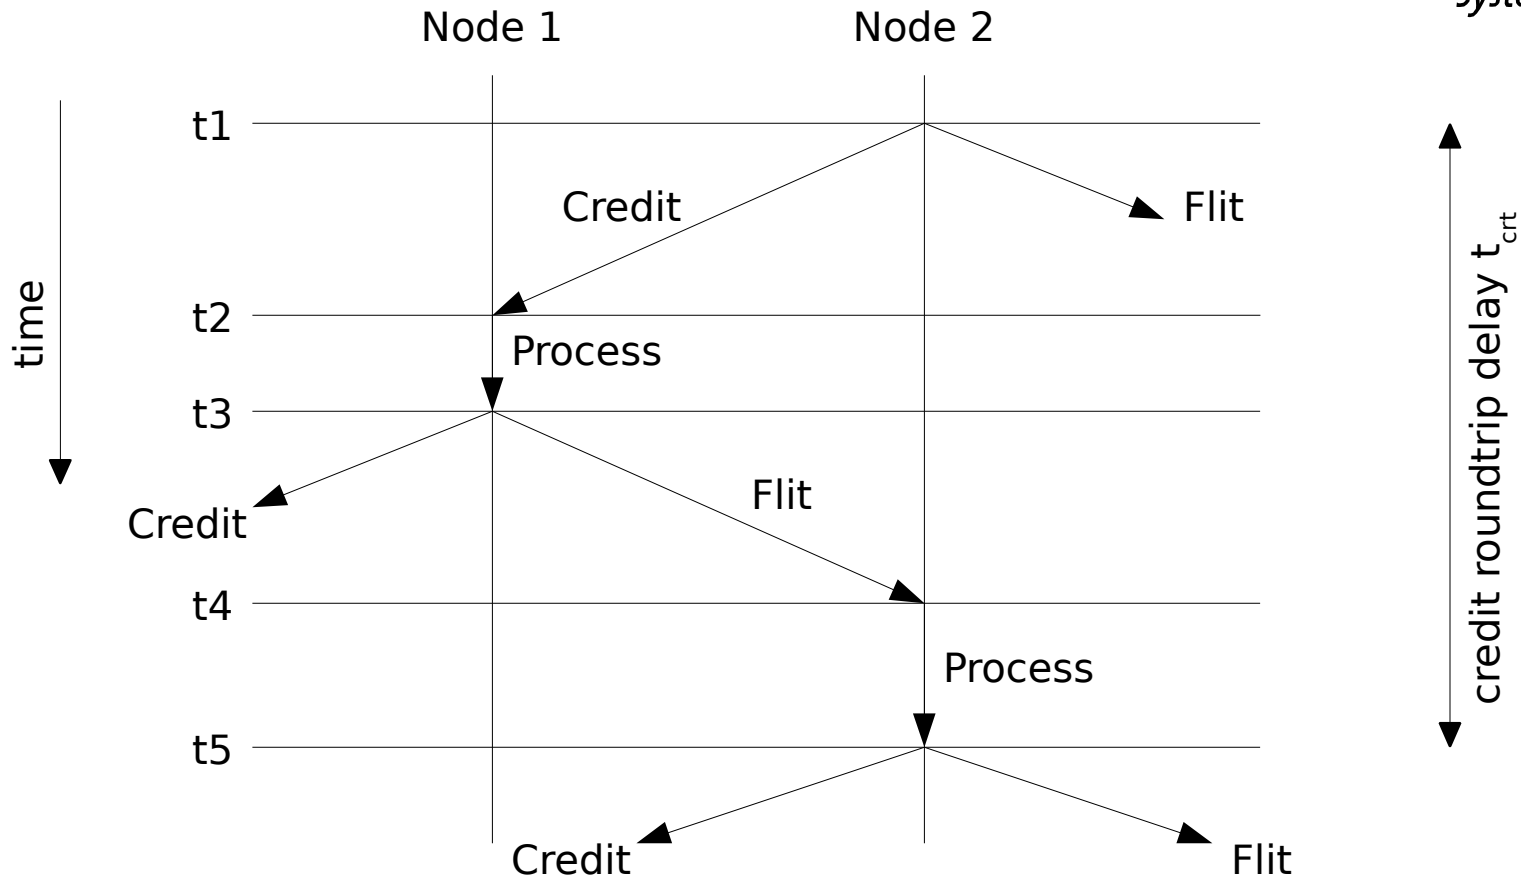 Node 1 Node 2
t1
Credit Flit
t2
Process
t3
Flit
Credit
t4
Process
t5
Credit Flit
time
credit roundtrip delay tcrt